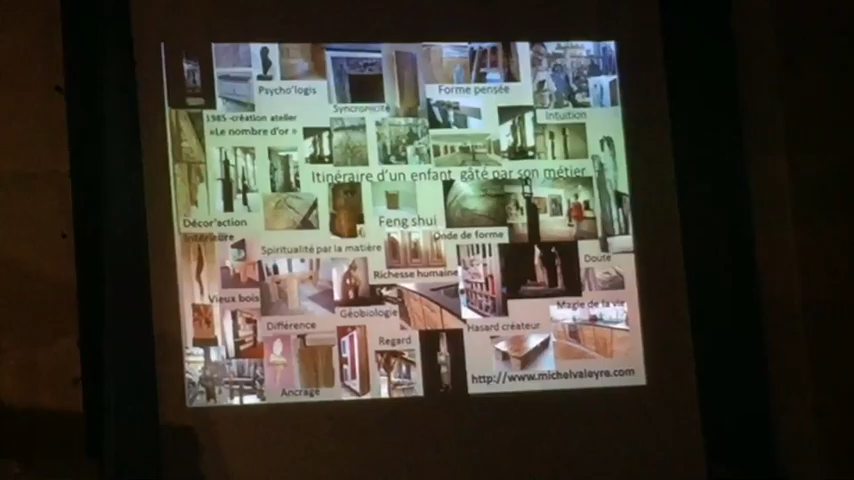 Psycho'logis
Forme pensée
Syncronicité
Intuition
1985 -création atelier
«Le nombre d'or »
Itinéraire d'un enfant gâté par son métier
Décor'action
Intérieure
Feng shui
Onde de forme
Spiritualité par la matière
Doute
Richesse humaine
Vieux bois
Géobiologie
Magie de la vie
Différence
Hasard créateur
Regard
Ancrage
http://www.michelvaleyre.com